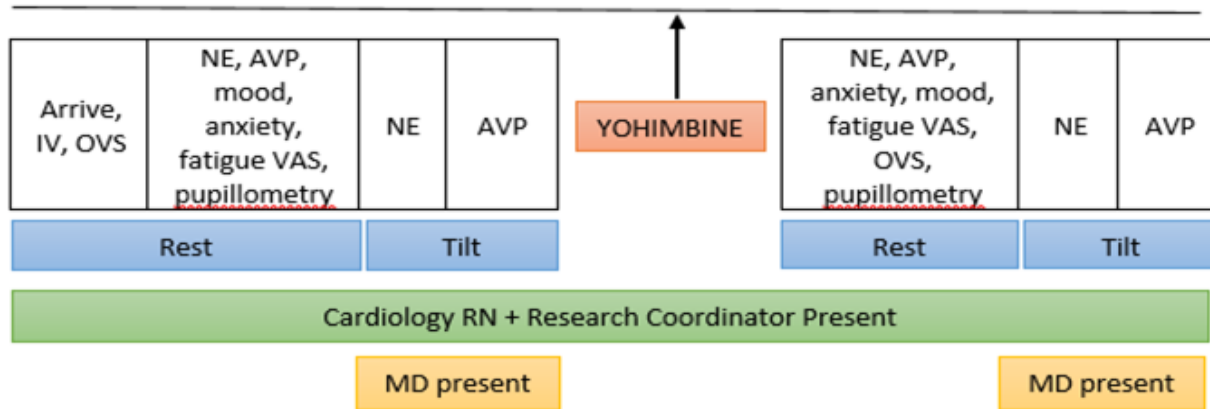 Arrive,
IV, OVS
NE, AVP,
mood,
anxiety,
fatigue VAS,
pupillometry
NE
AVP
YOHIMBINE
NE, AVP,
anxiety, mood,
fatigue VAS,
OVS,
pupillometry
NE
AVP
Rest
Tilt
Rest
Tilt
Cardiology RN + Research Coordinator Present
MD present
MD present